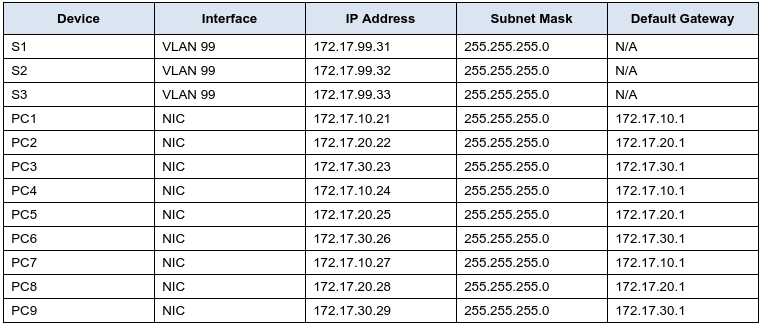 Device Interface IP Address Subnet Mask Default Gateway
S1 VLAN 99 172.17.99.31 255.255.255.0 N/A
S2 VLAN 99 172.17.99.32 255.255.255.0 N/A
S3 VLAN 99 172.17.99.33 255.255.255.0 N/A
PC1 NIC 172.17.10.21 255.255.255.0 172.17.10.1
PC2 NIC 172.17.20.22 255.255.255.0 172.17.20.1
PC3 NIC 172.17.30.23 255.255.255.0 172.17.30.1
PC4 NIC 172.17.10.24 255.255.255.0 172.17.10.1
PC5 NIC 172.17.20.25 255.255.255.0 172.17.20.1
PC6 NIC 172.17.30.26 255.255.255.0 172.17.30.1
PC7 NIC 172.17.10.27 255.255.255.0 172.17.10.1
PC8 NIC 172.17.20.28 255.255.255.0 172.17.20.1
PC9 NIC 172.17.30.29 255.255.255.0 172.17.30.1